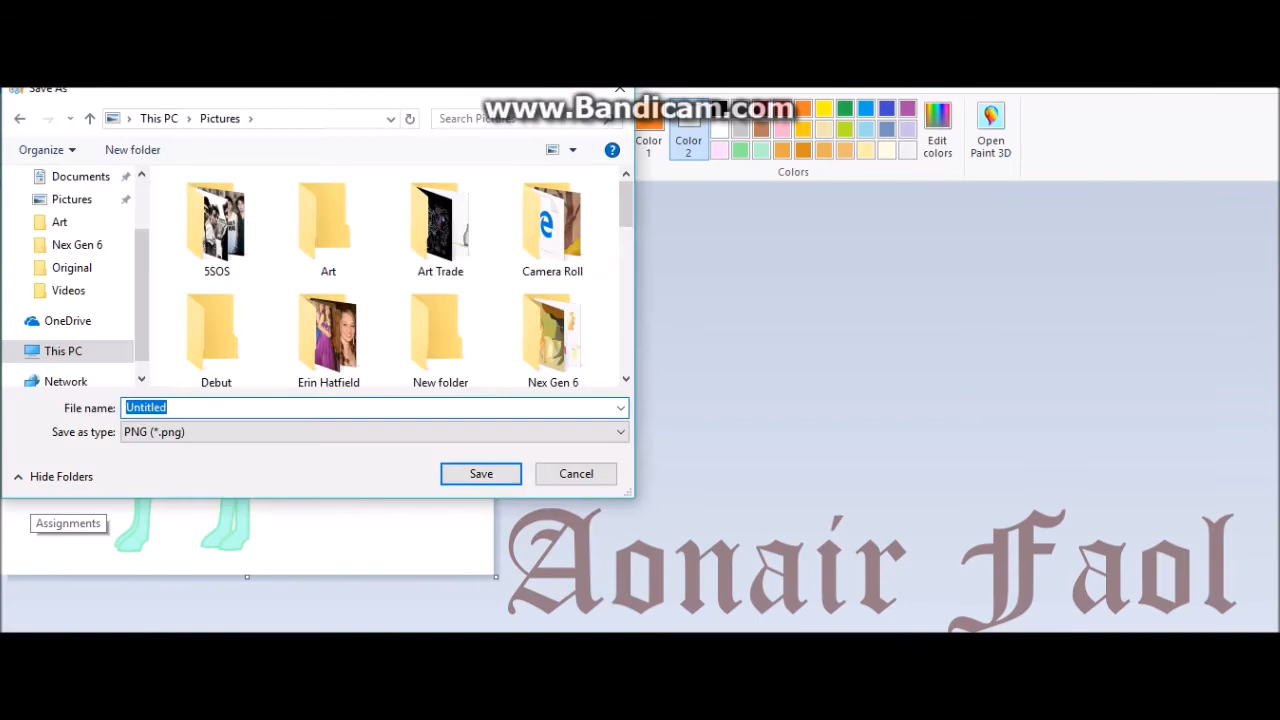 Save As
www.Bandicam.com
This PC > Pictures >
Search Pictures
Organize
New folder
Documents
Pictures
Art
Nex Gen 6
Original
Videos
OneDrive
This PC
Network
5SOS
Art
Art Trade
Camera Roll
Debut
Erin Hatfield
New folder
Nex Gen 6
File name: Untitled
Save as type: PNG (*.png)
Hide Folders
Save
Cancel
Color 1
Color 2
Edit colors
Open Paint 3D
Colors
Assignments
Aonair Faol